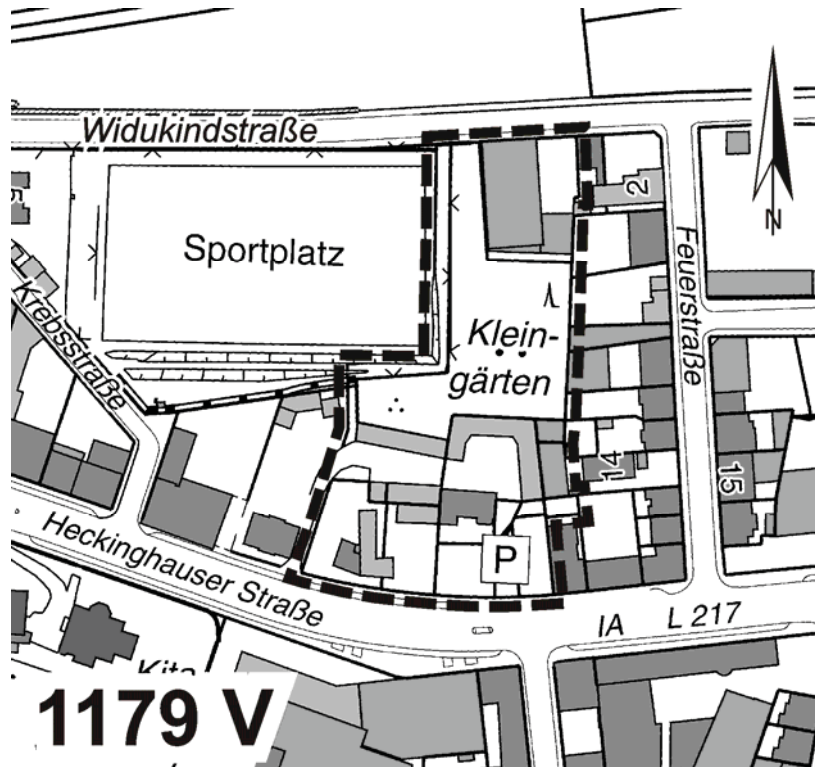 Widukindstraße
2
Sportplatz
N
Feuerstraße
Krebsstraße
Klein-
gärten
14
15
P
Heckinghauser Straße
IA L 217
Kita
1179 V